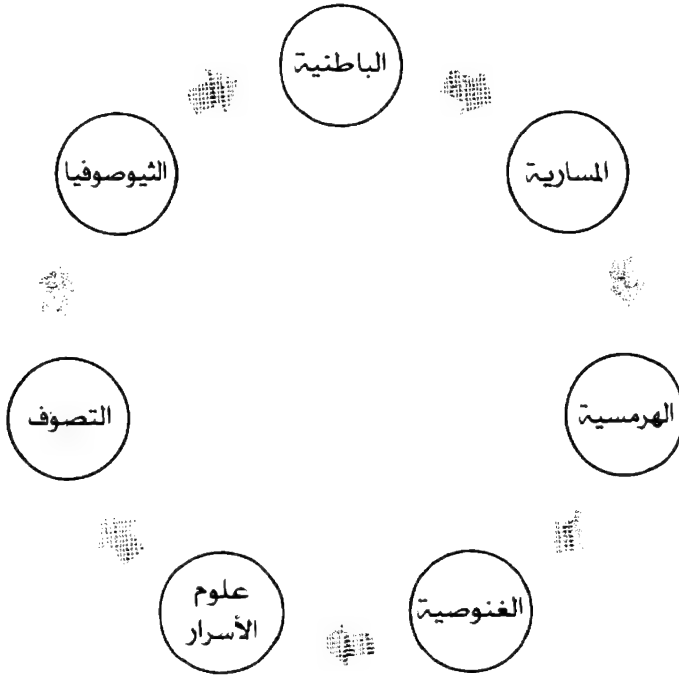 الباطنية
المسارية
الهرمسية
الغنوصية
علوم
الأسرار
التصوف
الثيوصوفيا